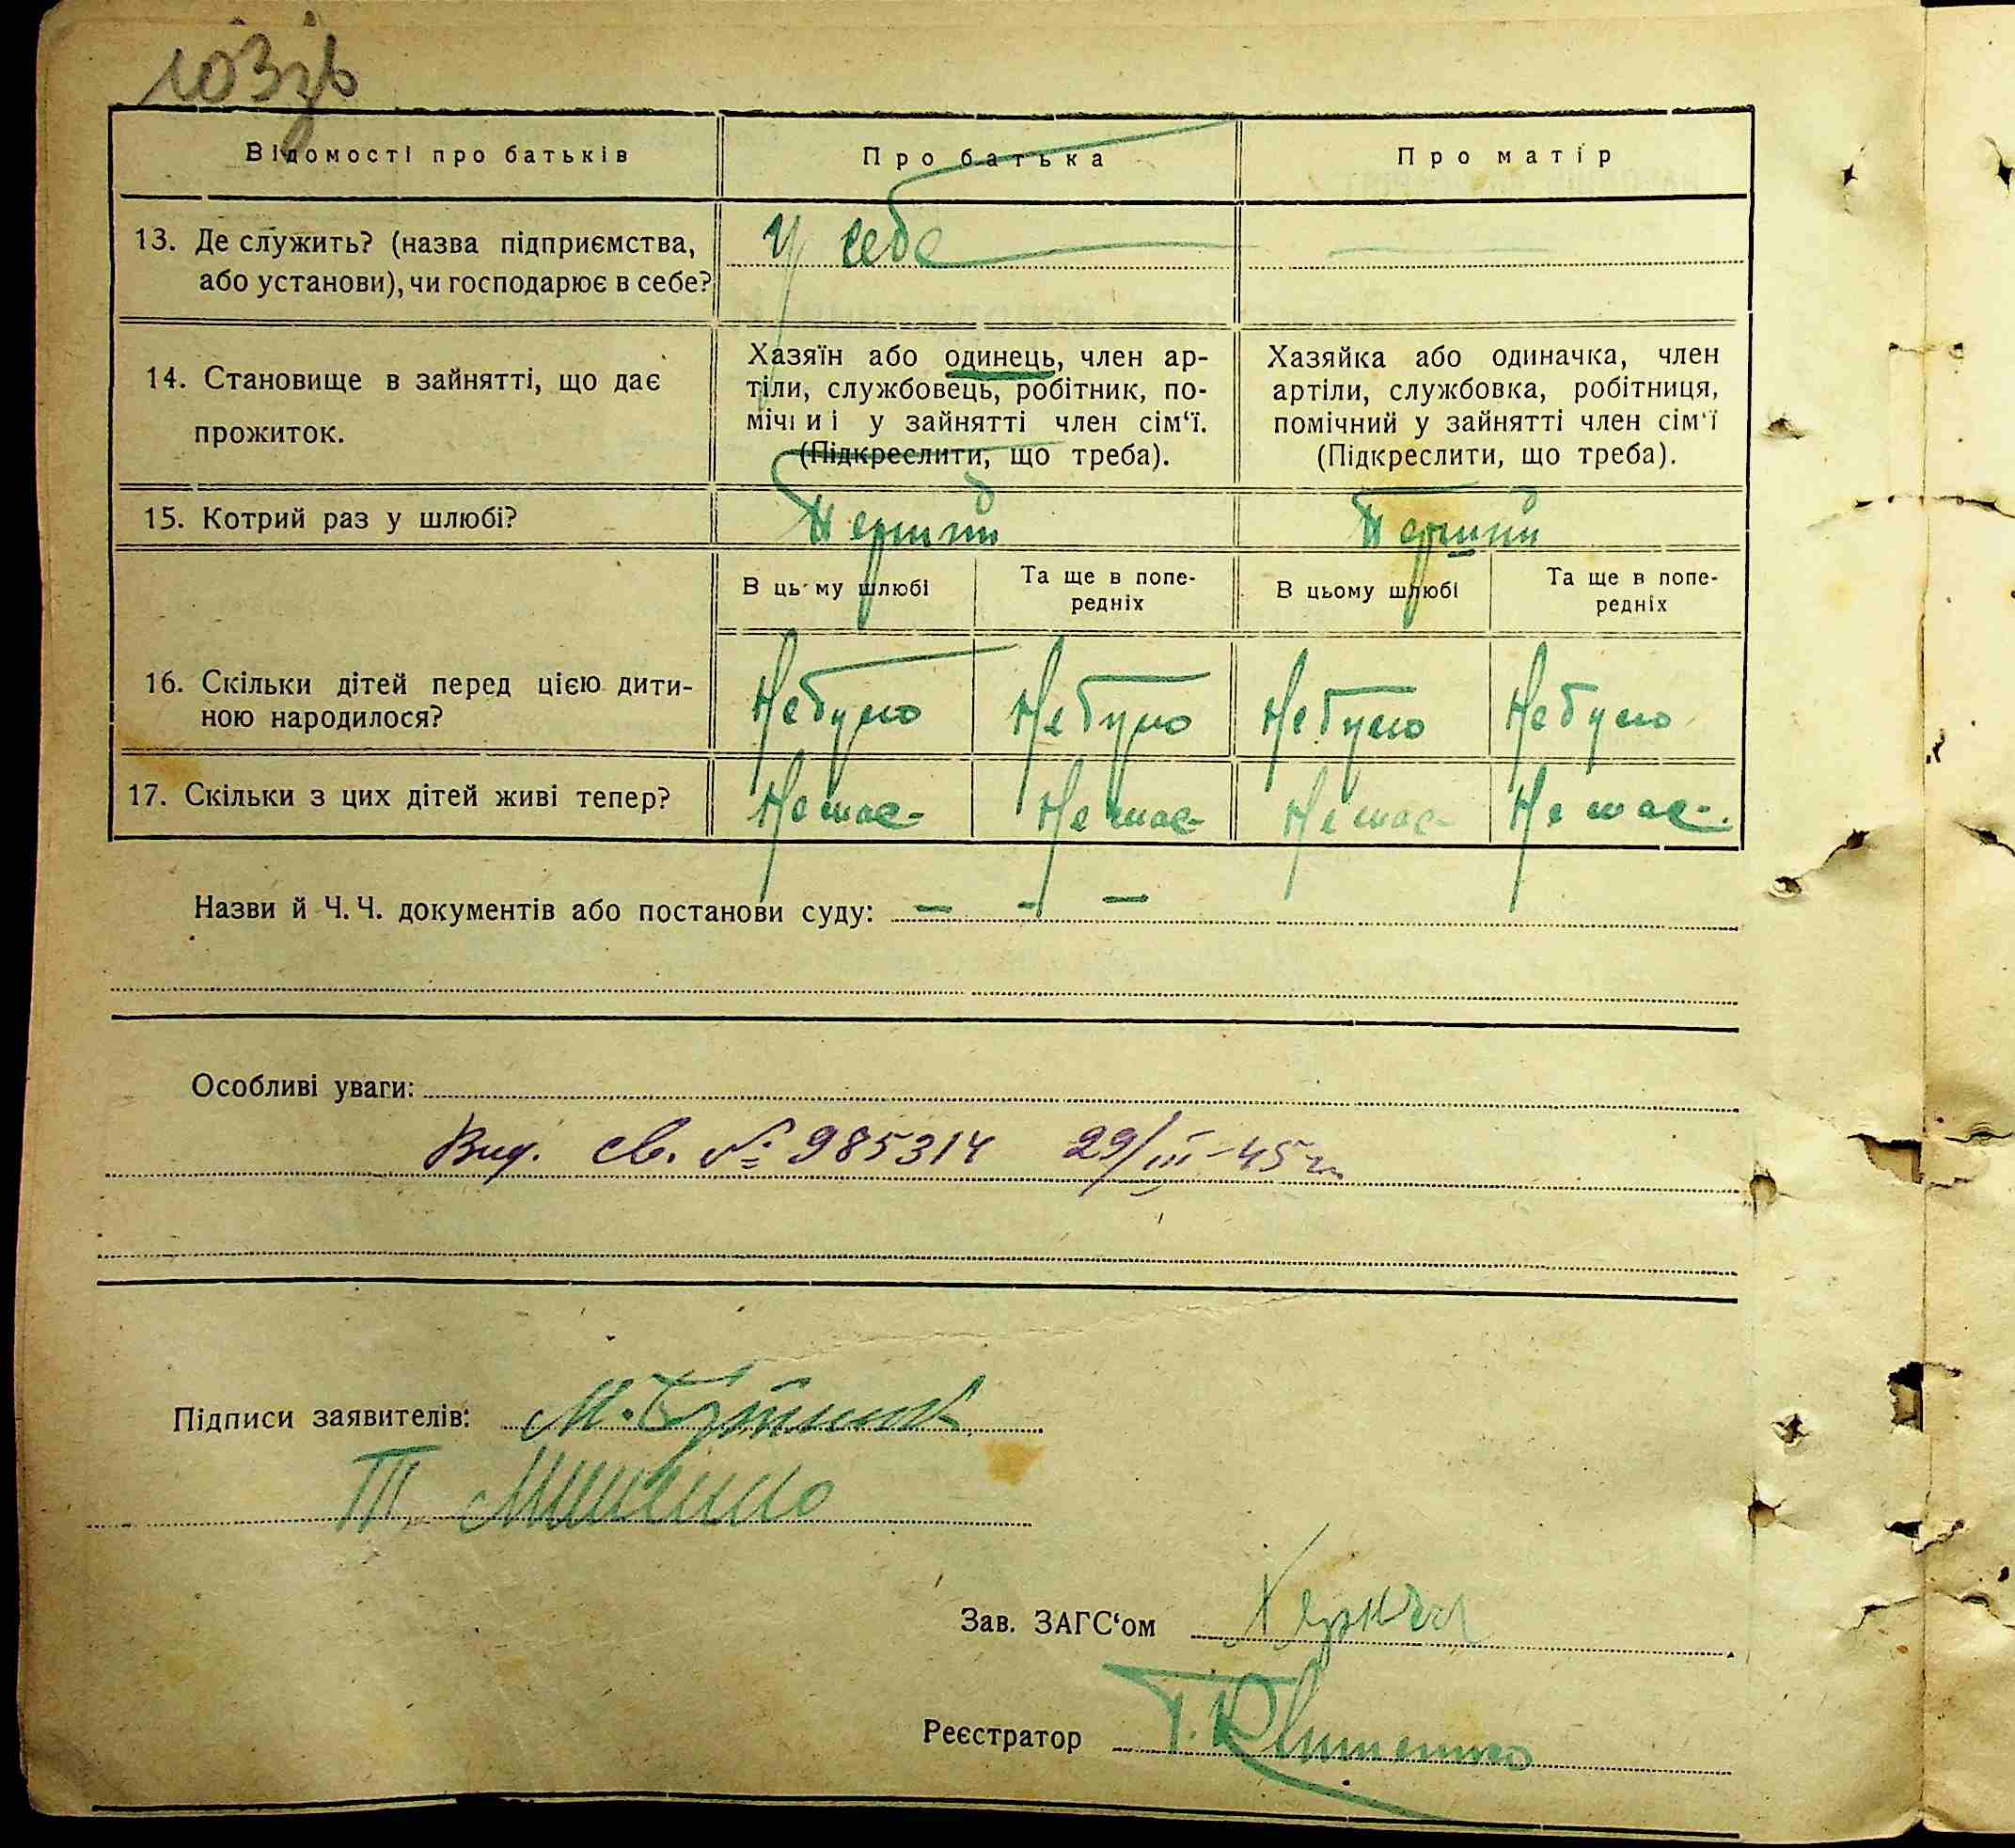 103зв
Відомості про батьків
Про батька
Про матір
13. Де служить? (назва підприємства,
або установи), чи господарює в себе?
У себе
14. Становище в зайнятті, що дає
прожиток.
Хазяїн або одинець, член ар-
тіли, службовець, робітник, по-
мічн и і у зайнятті член сім‘ї.
(Підкреслити, що треба).
Хазяйка або одиначка, член
артіли, службовка, робітниця,
помічний у зайнятті член сім‘ї
(Підкреслити, що треба).
15. Котрий раз у шлюбі?
Перший
Перший
В ць му шлюбі
Та ще в попе-
редніх
В цьому шлюбі
Та ще в попе-
редніх
16. Скільки дітей перед цією дити-
ною народилося?
Не було
Не було
Не було
Не було
17. Скільки з цих дітей живі тепер?
Немає
Немає
Немає
Немає
Назви й Ч. Ч. документів або постанови суду: – – –
Особливі уваги:
Выд. св. № 985314 29/III-45 г.
Підписи заявителів: М.
Т.
Зав. ЗАГС‘ом
Реєстратор Т.